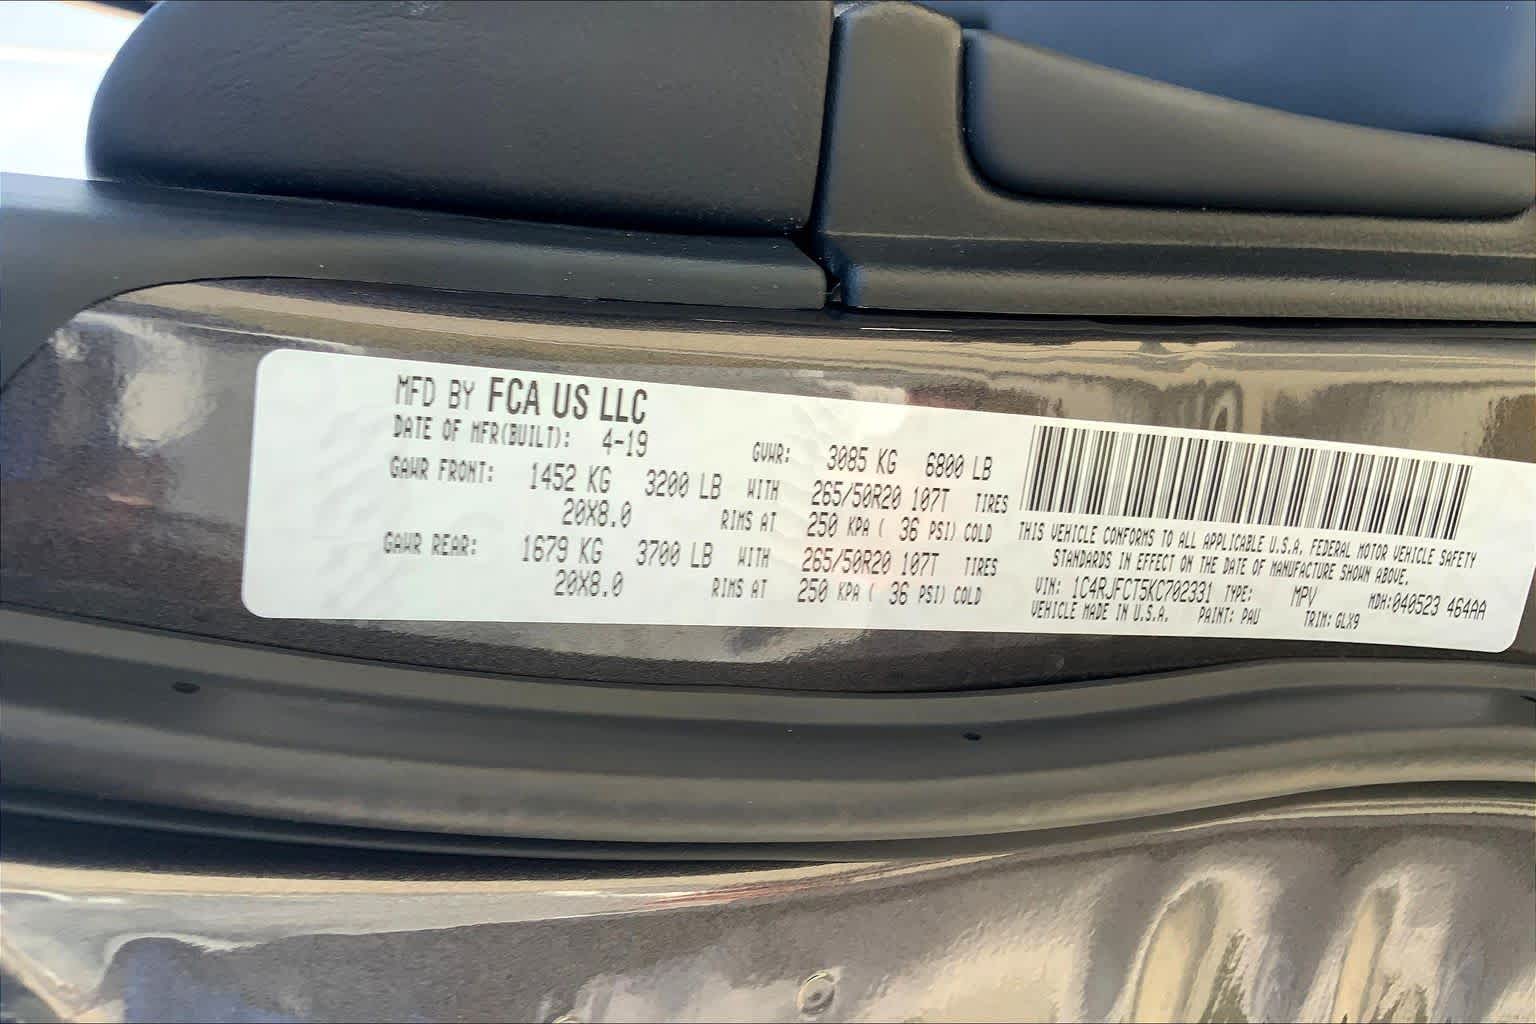 MFD BY FCA US LLC
DATE OF MFR(BUILT): 4-19
GVWR: 3085 KG 6800 LB
GAWR FRONT: 1452 KG 3200 LB WITH 265/50R20 107T TIRES
20X8.0 RIMS AT 250 KPA ( 36 PSI) COLD
GAWR REAR: 1679 KG 3700 LB WITH 265/50R20 107T TIRES
20X8.0 RIMS AT 250 KPA ( 36 PSI) COLD
THIS VEHICLE CONFORMS TO ALL APPLICABLE U.S.A. FEDERAL MOTOR VEHICLE SAFETY
STANDARDS IN EFFECT ON THE DATE OF MANUFACTURE SHOWN ABOVE.
VIN: 1C4RJFCT5KC702331 TYPE: MPV MDH:040523 464AA
VEHICLE MADE IN U.S.A. PAINT: PAU TRIM: GLX9